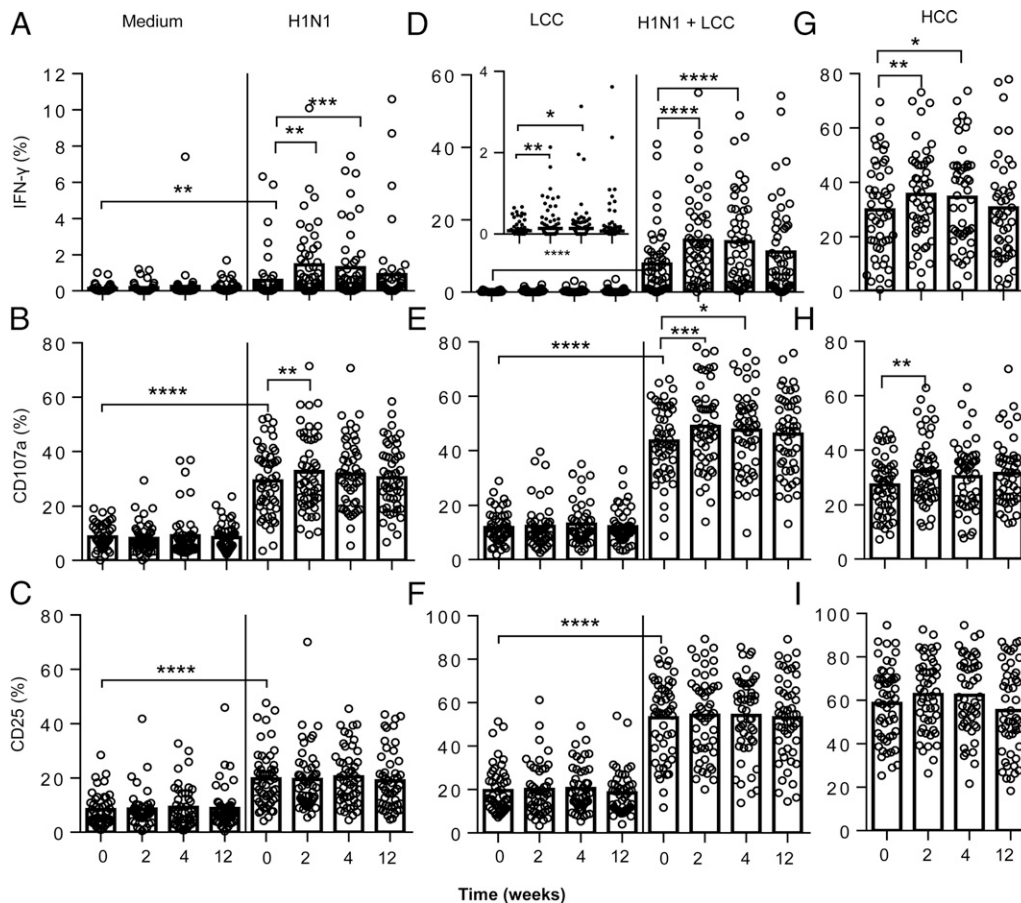 A Medium H1N1
IFN-γ (%)
12
10
8
6
4
2
0
** ** ***
D LCC H1N1 + LCC
60
40
20
0
4
2
0
** * **** **** ****
G HCC
80
60
40
20
0
** *
B
CD107a (%)
80
60
40
20
0
**** **
E
80
60
40
20
0
**** *** *
H
80
60
40
20
0
**
C
CD25 (%)
80
60
40
20
0
****
0 2 4 12 0 2 4 12
F
100
80
60
40
20
0
****
0 2 4 12 0 2 4 12
I
100
80
60
40
20
0
0 2 4 12
Time (weeks)